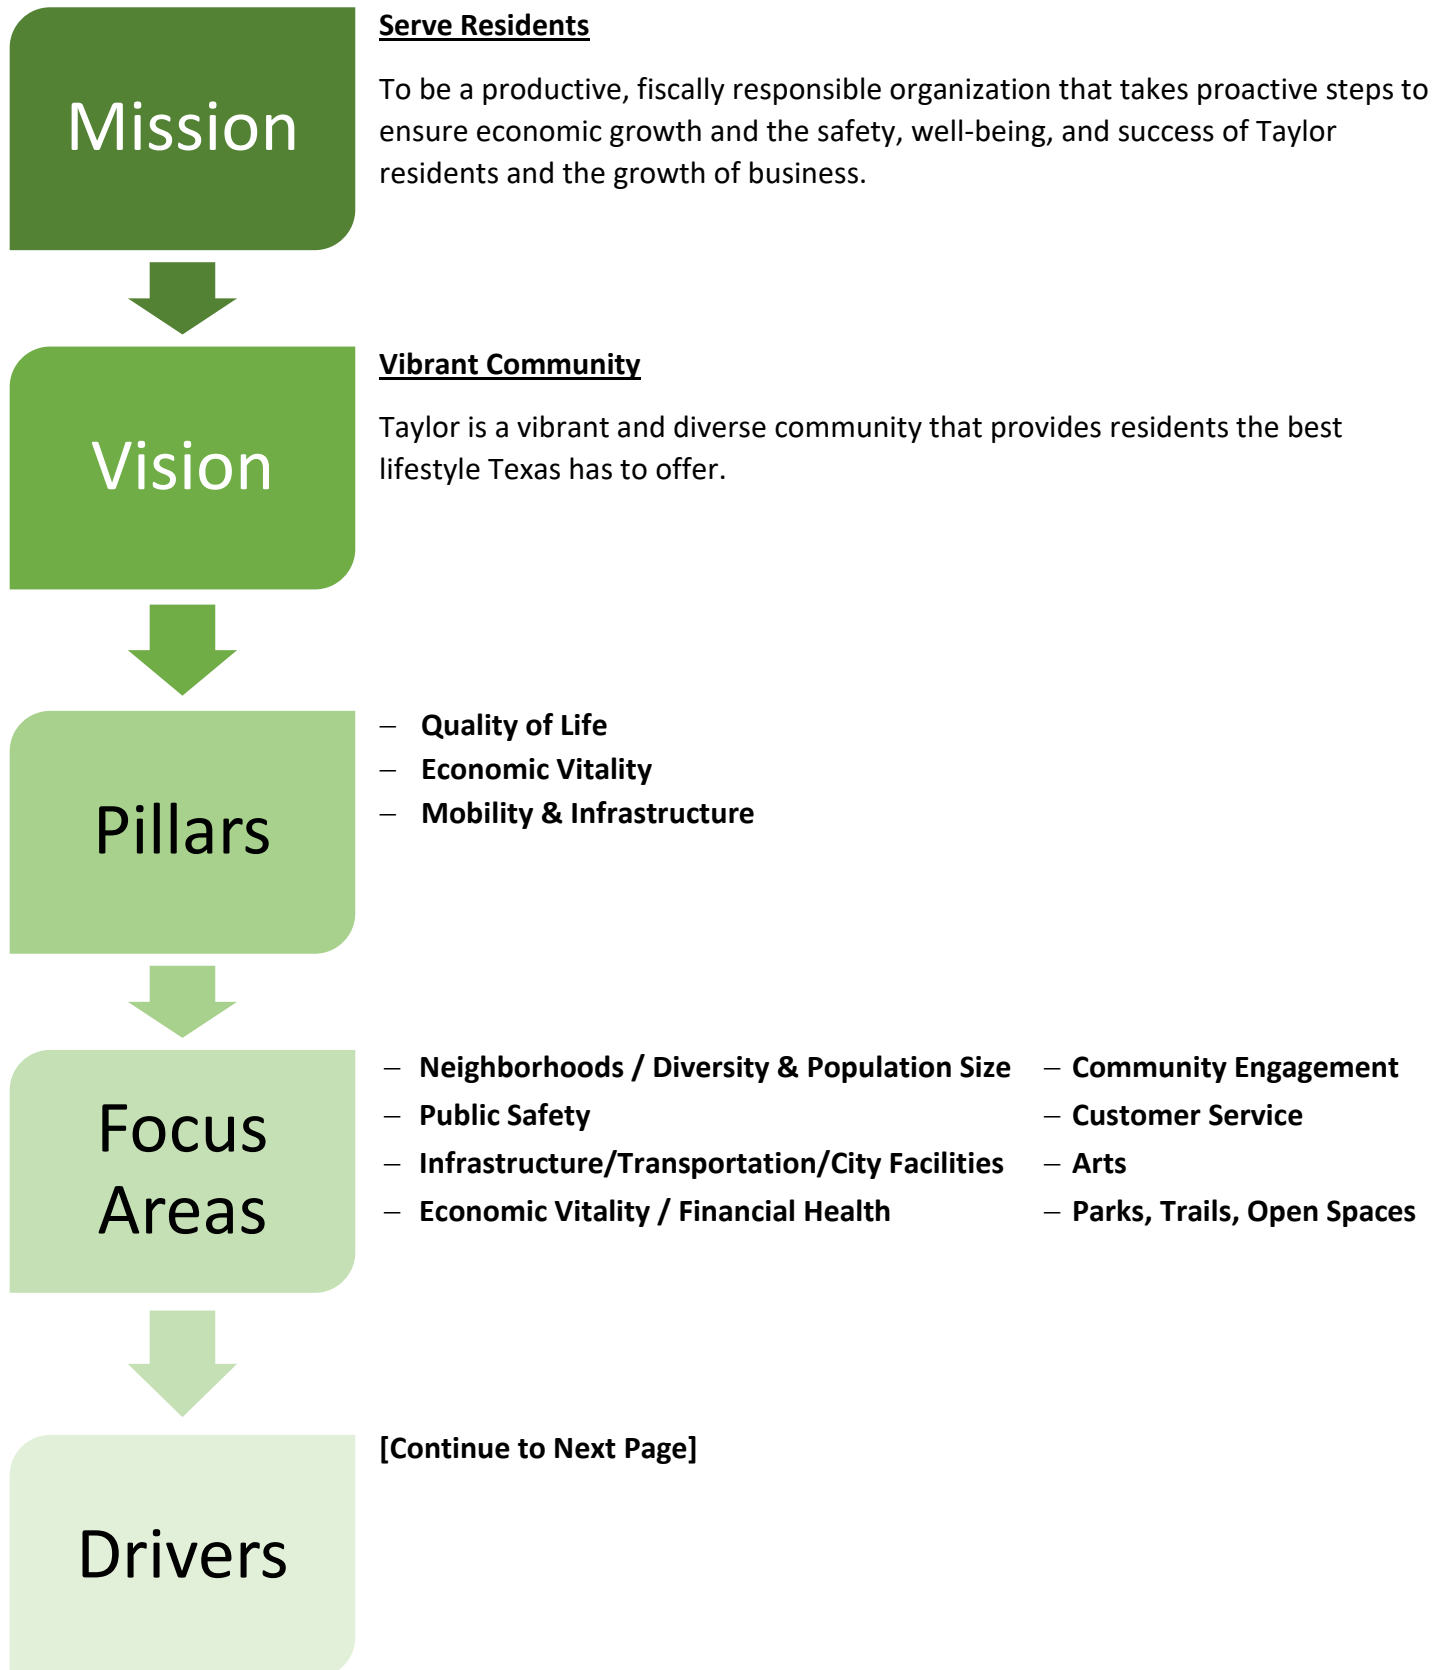 Mission
Serve Residents
To be a productive, fiscally responsible organization that takes proactive steps to
ensure economic growth and the safety, well-being, and success of Taylor
residents and the growth of business.
Vision
Vibrant Community
Taylor is a vibrant and diverse community that provides residents the best
lifestyle Texas has to offer.
Pillars
– Quality of Life
– Economic Vitality
– Mobility & Infrastructure
Focus
Areas
– Neighborhoods / Diversity & Population Size
– Public Safety
– Infrastructure/Transportation/City Facilities
– Economic Vitality / Financial Health
– Community Engagement
– Customer Service
– Arts
– Parks, Trails, Open Spaces
Drivers
[Continue to Next Page]